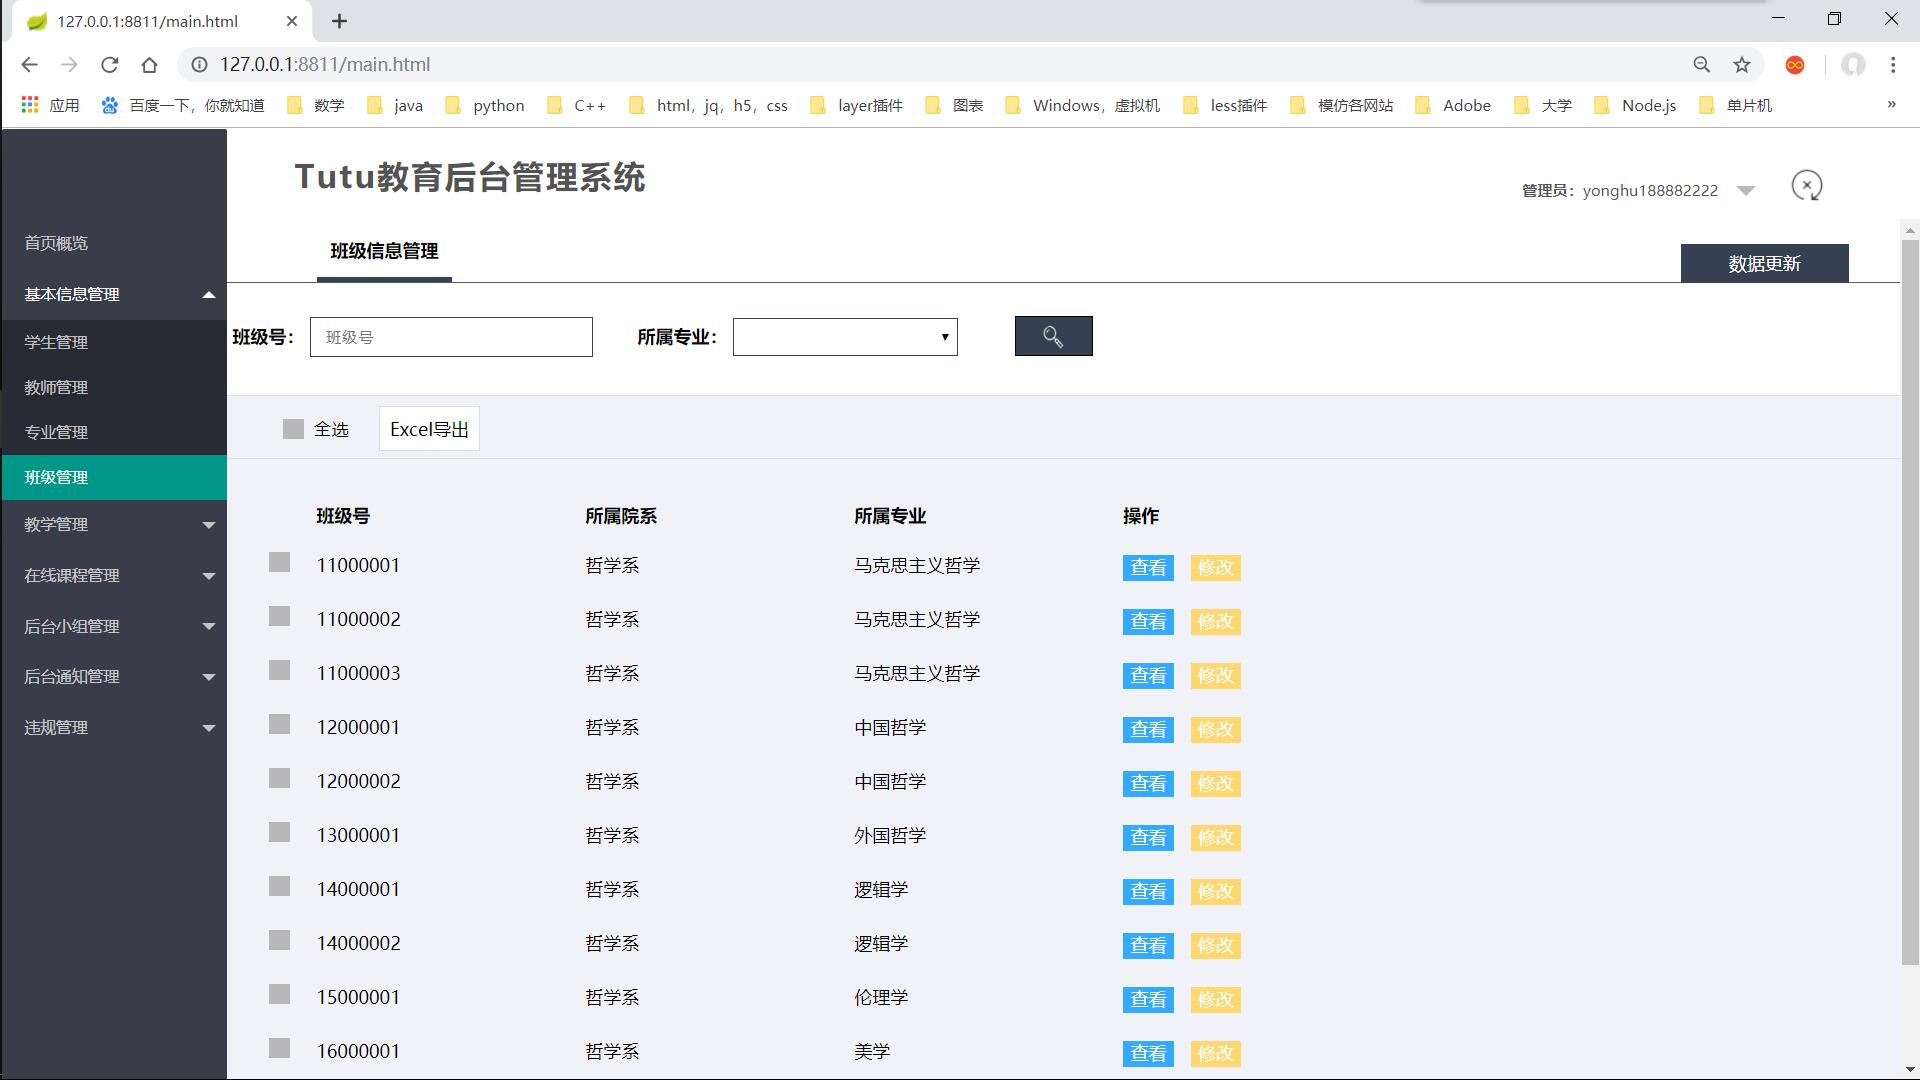 127.0.0.1:8811/main.html
127.0.0.1:8811/main.html
应用 百度一下，你就知道 数学 java python C++ html，jq，h5，css layer插件 图表 Windows，虚拟机 less插件 模仿各网站 Adobe 大学 Node.js 单片机 »
Tutu教育后台管理系统
管理员：yonghu188882222
首页概览
基本信息管理
学生管理
教师管理
专业管理
班级管理
教学管理
在线课程管理
后台小组管理
后台通知管理
违规管理
班级信息管理 数据更新
班级号： 班级号 所属专业：
全选 Excel导出
班级号 所属院系 所属专业 操作
11000001 哲学系 马克思主义哲学 查看 修改
11000002 哲学系 马克思主义哲学 查看 修改
11000003 哲学系 马克思主义哲学 查看 修改
12000001 哲学系 中国哲学 查看 修改
12000002 哲学系 中国哲学 查看 修改
13000001 哲学系 外国哲学 查看 修改
14000001 哲学系 逻辑学 查看 修改
14000002 哲学系 逻辑学 查看 修改
15000001 哲学系 伦理学 查看 修改
16000001 哲学系 美学 查看 修改